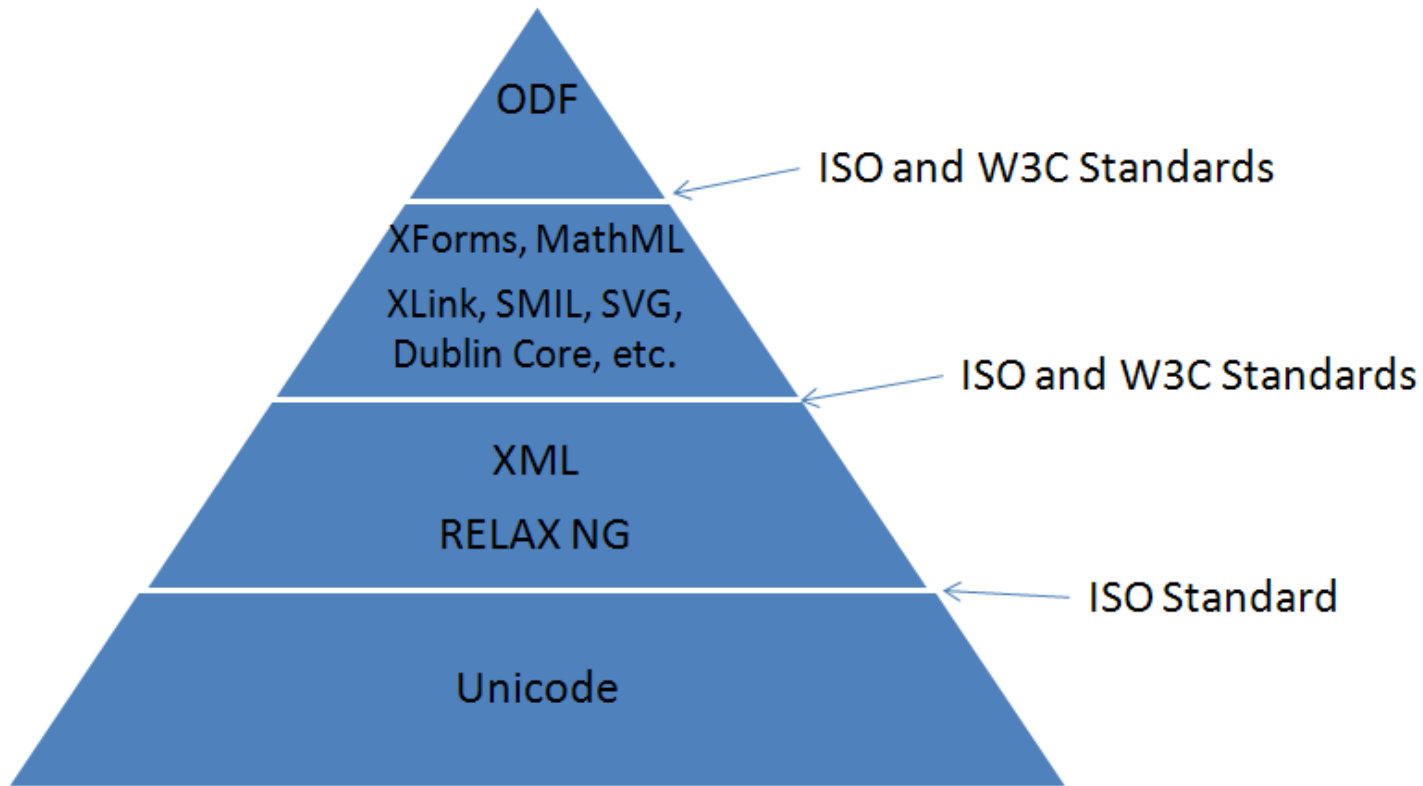 ODF
ISO and W3C Standards
XForms, MathML
XLink, SMIL, SVG,
Dublin Core, etc.
ISO and W3C Standards
XML
RELAX NG
ISO Standard
Unicode